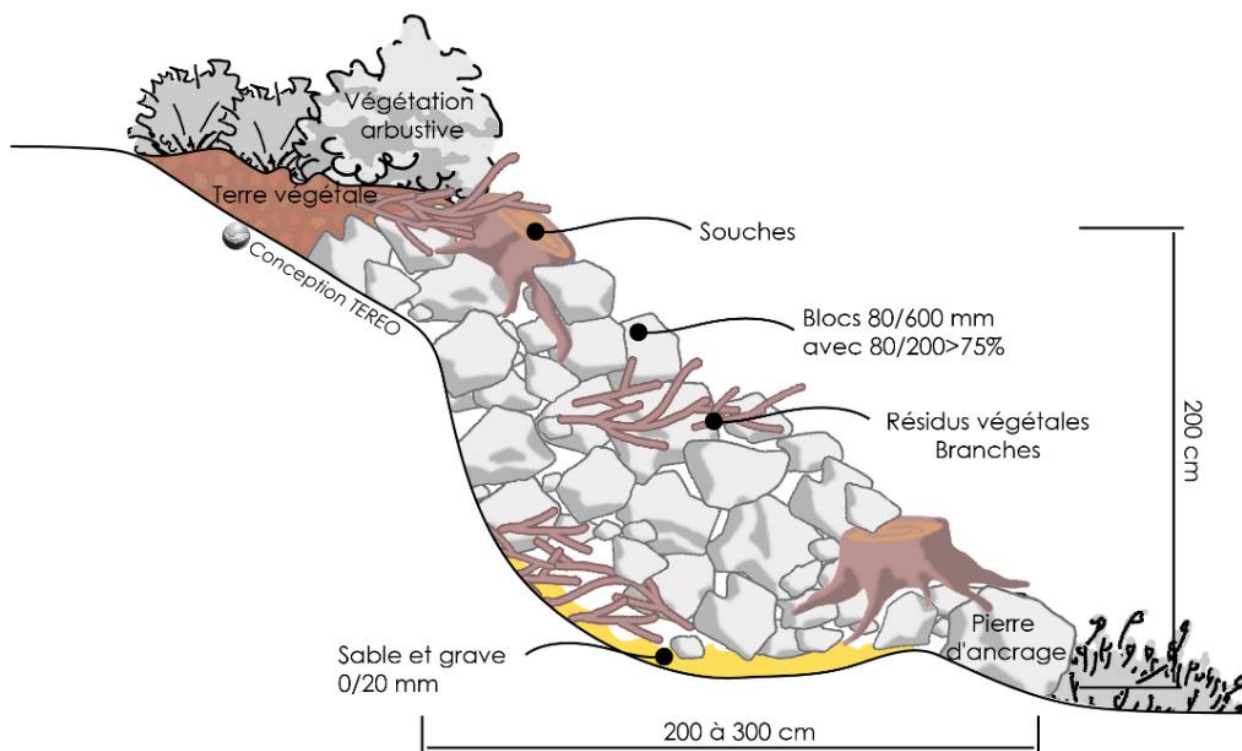 Végétation
arbustive
Terre végétale
Conception TEREO
Souches
Blocs 80/600 mm
avec 80/200>75%
Résidus végétales
Branches
200 cm
Pierre
d'ancrage
Sable et grave
0/20 mm
200 à 300 cm